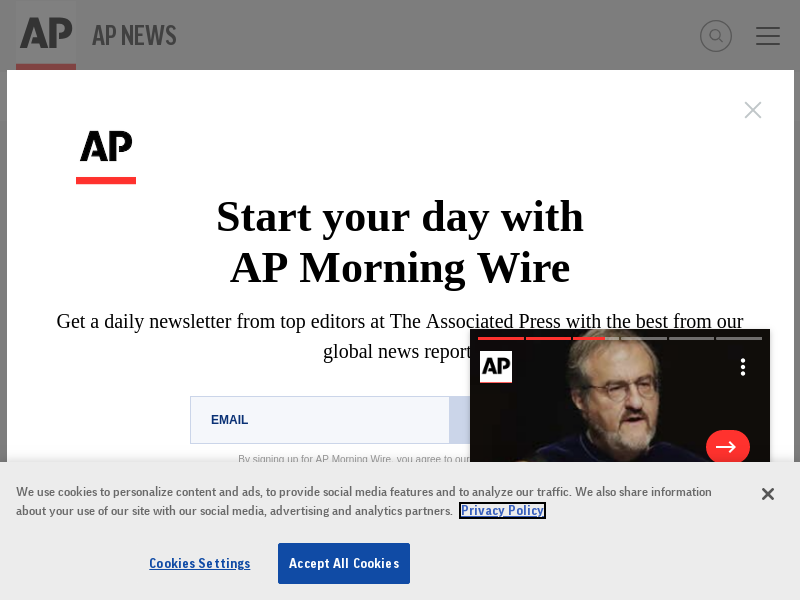 AP
AP NEWS
AP
Start your day with
AP Morning Wire
Get a daily newsletter from top editors at The Associated Press with the best from our
global news report
AP
EMAIL
By signing up for AP Morning Wire, you agree to our
We use cookies to personalize content and ads, to provide social media features and to analyze our traffic. We also share information
about your use of our site with our social media, advertising and analytics partners. Privacy Policy
Cookies Settings
Accept All Cookies